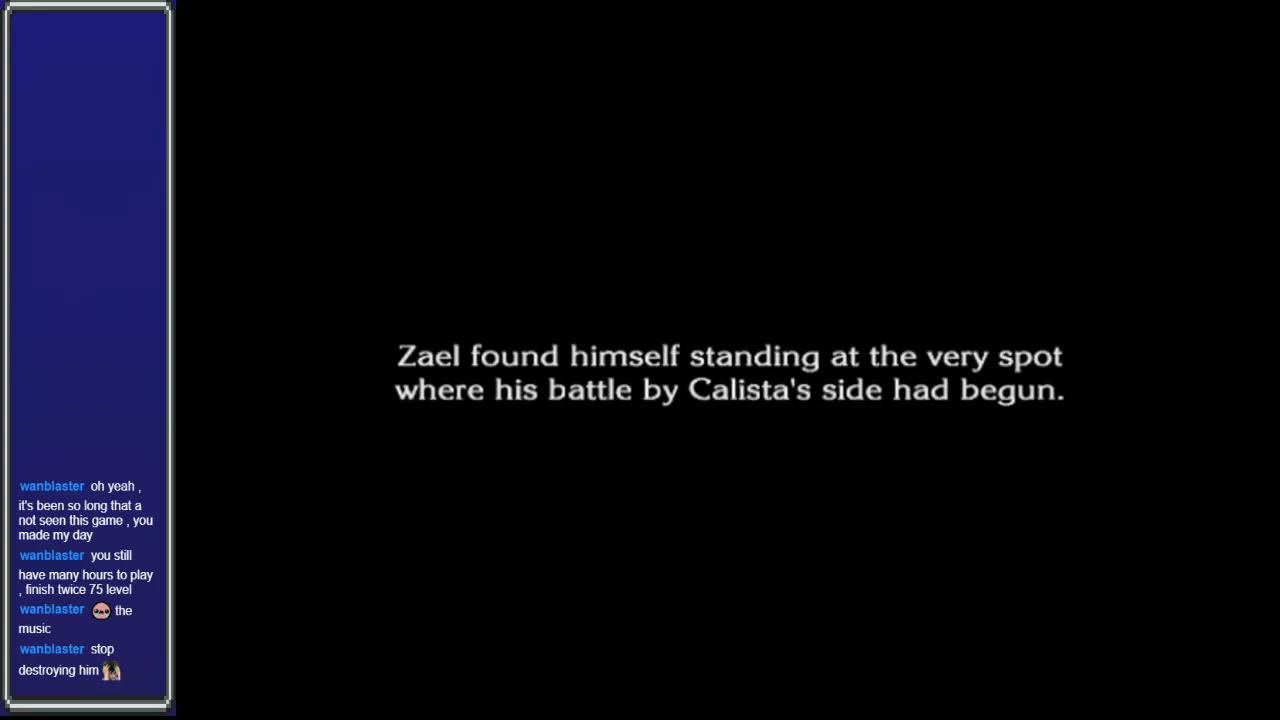 Zael found himself standing at the very spot
where his battle by Calista's side had begun.
wanblaster oh yeah ,
it's been so long that a
not seen this game , you
made my day
wanblaster you still
have many hours to play
, finish twice 75 level
wanblaster the
music
wanblaster stop
destroying him